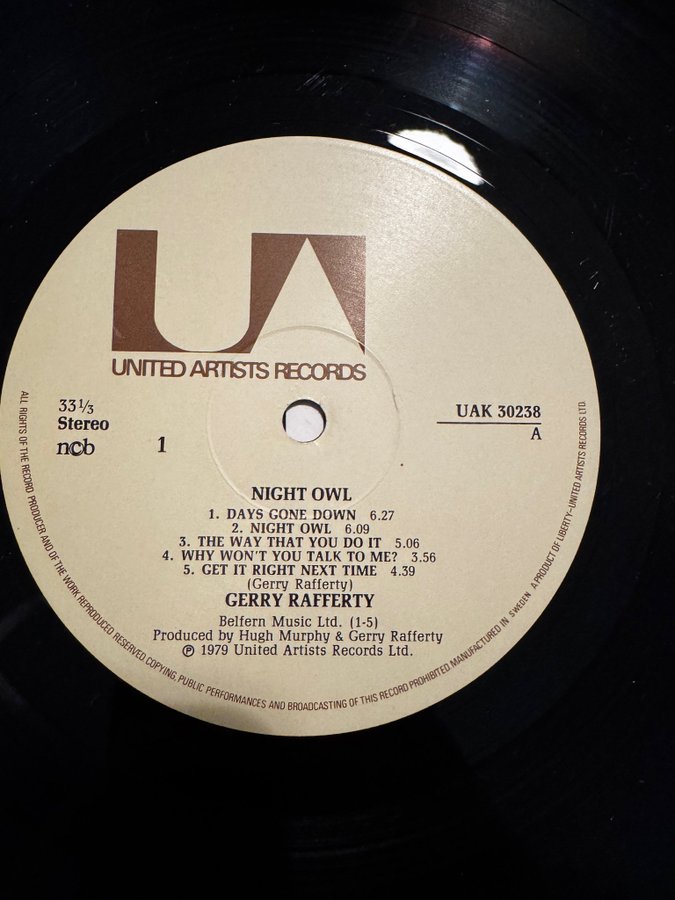 UA
UNITED ARTISTS RECORDS
33 1/3
Stereo
ncb
1
UAK 30238
A
NIGHT OWL
1. DAYS GONE DOWN 6.27
2. NIGHT OWL 6.09
3. THE WAY THAT YOU DO IT 5.06
4. WHY WON'T YOU TALK TO ME? 3.56
5. GET IT RIGHT NEXT TIME 4.39
(Gerry Rafferty)
GERRY RAFFERTY
Belfern Music Ltd. (1-5)
Produced by Hugh Murphy & Gerry Rafferty
℗ 1979 United Artists Records Ltd.
ALL RIGHTS OF THE RECORD PRODUCER AND OF THE WORK REPRODUCED RESERVED. COPYING, PUBLIC PERFORMANCES AND BROADCASTING OF THIS RECORD PROHIBITED. MANUFACTURED IN SWEDEN A PRODUCT OF LIBERTY-UNITED ARTISTS RECORDS LTD.